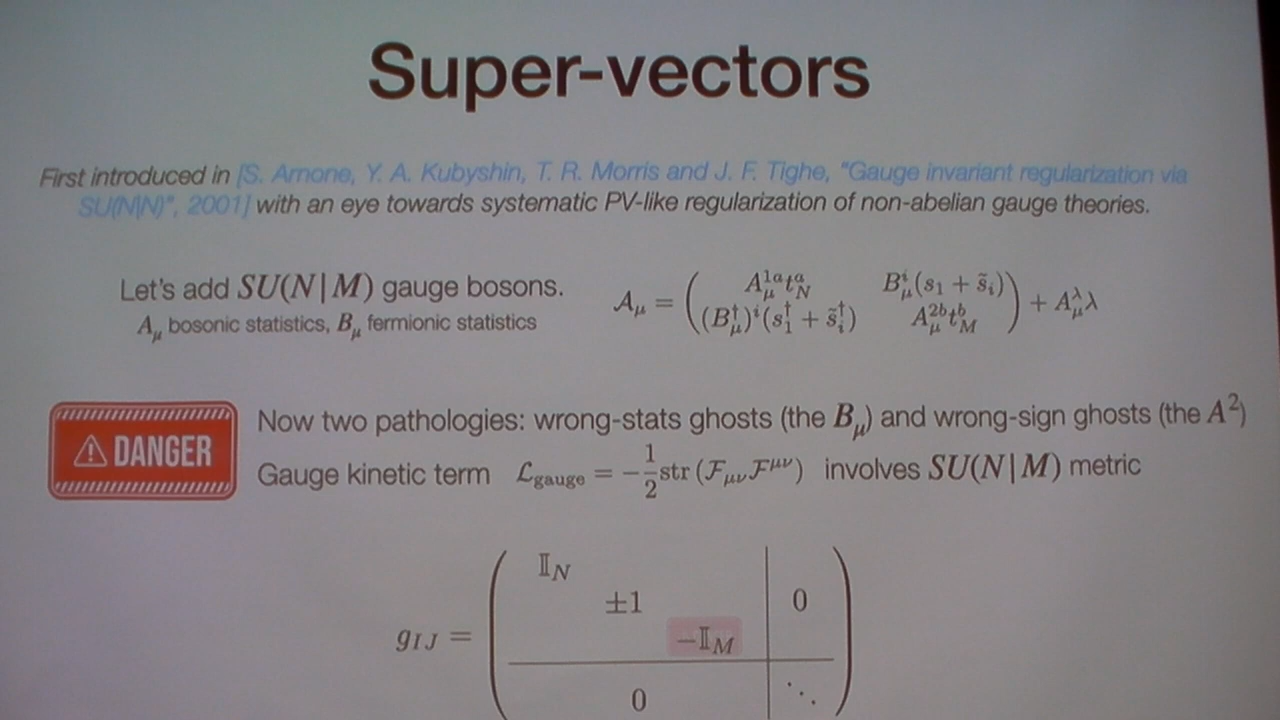 Super-vectors
First introduced in [S. Arnone, Y. A. Kubyshin, T. R. Morris and J. F. Tighe, "Gauge invariant regularization via
SU(N|N)", 2001] with an eye towards systematic PV-like regularization of non-abelian gauge theories.
Let's add SU(N|M) gauge bosons.
A_μ bosonic statistics, B_μ fermionic statistics
A_μ = ( A_μ^{1a} t_N^a   B_μ^i (s_1 + s̃_i) ; (B_μ^†)^i (s_1^† + s̃_i^†)   A_μ^{2b} t_M^b ) + A_μ^λ λ
⚠ DANGER
Now two pathologies: wrong-stats ghosts (the B_μ) and wrong-sign ghosts (the A^2)
Gauge kinetic term ℒ_gauge = −1/2 str (ℱ_{μν} ℱ^{μν}) involves SU(N|M) metric
𝕀_N
±1 0
g_{IJ} = −𝕀_M
0 ⋱